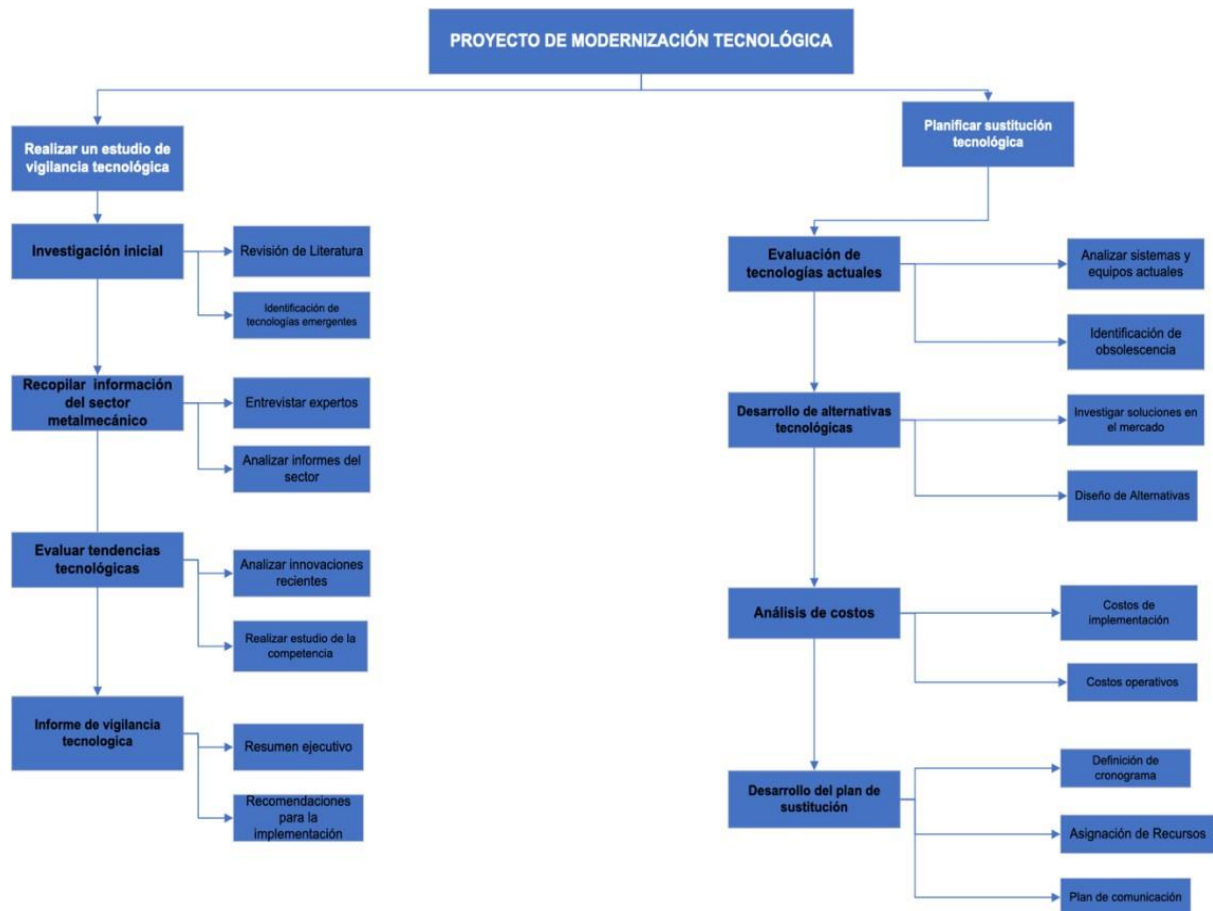 PROYECTO DE MODERNIZACIÓN TECNOLÓGICA
Realizar un estudio de
vigilancia tecnológica
Investigación inicial
Revisión de Literatura
Identificación de
tecnologías emergentes
Recopilar información
del sector
metalmecánico
Entrevistar expertos
Analizar informes del
sector
Evaluar tendencias
tecnológicas
Analizar innovaciones
recientes
Realizar estudio de la
competencia
Informe de vigilancia
tecnologica
Resumen ejecutivo
Recomendaciones
para la
implementación
Planificar sustitución
tecnológica
Evaluación de
tecnologías actuales
Analizar sistemas y
equipos actuales
Identificación de
obsolescencia
Desarrollo de alternativas
tecnológicas
Investigar soluciones en
el mercado
Diseño de Alternativas
Análisis de costos
Costos de
implementación
Costos operativos
Desarrollo del plan de
sustitución
Definición de
cronograma
Asignación de Recursos
Plan de comunicación